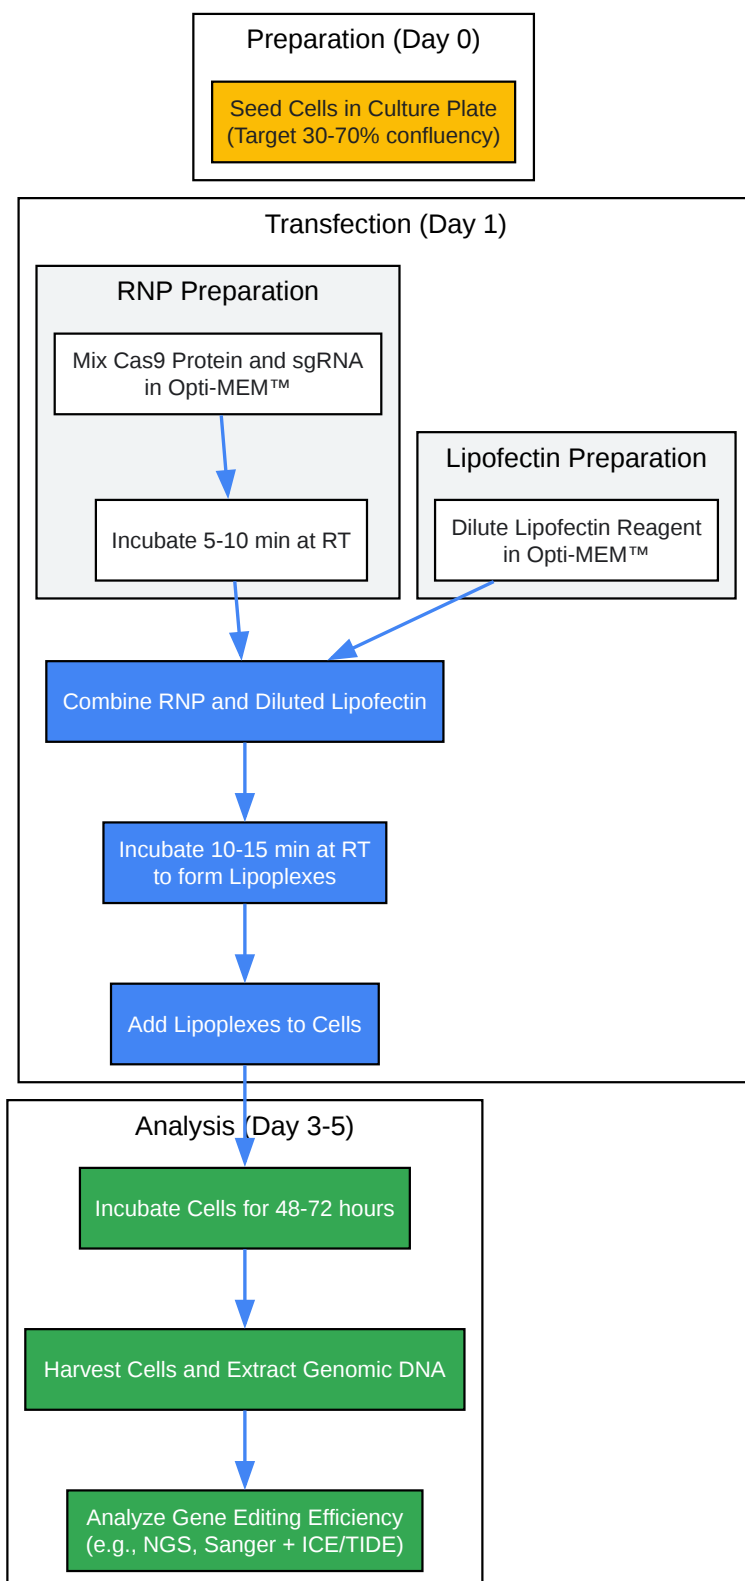 Preparation (Day 0)
Seed Cells in Culture Plate
(Target 30-70% confluency)
Transfection (Day 1)
RNP Preparation
Mix Cas9 Protein and sgRNA
in Opti-MEM™
Incubate 5-10 min at RT
Lipofectin Preparation
Dilute Lipofectin Reagent
in Opti-MEM™
Combine RNP and Diluted Lipofectin
Incubate 10-15 min at RT
to form Lipoplexes
Add Lipoplexes to Cells
Analysis (Day 3-5)
Incubate Cells for 48-72 hours
Harvest Cells and Extract Genomic DNA
Analyze Gene Editing Efficiency
(e.g., NGS, Sanger + ICE/TIDE)